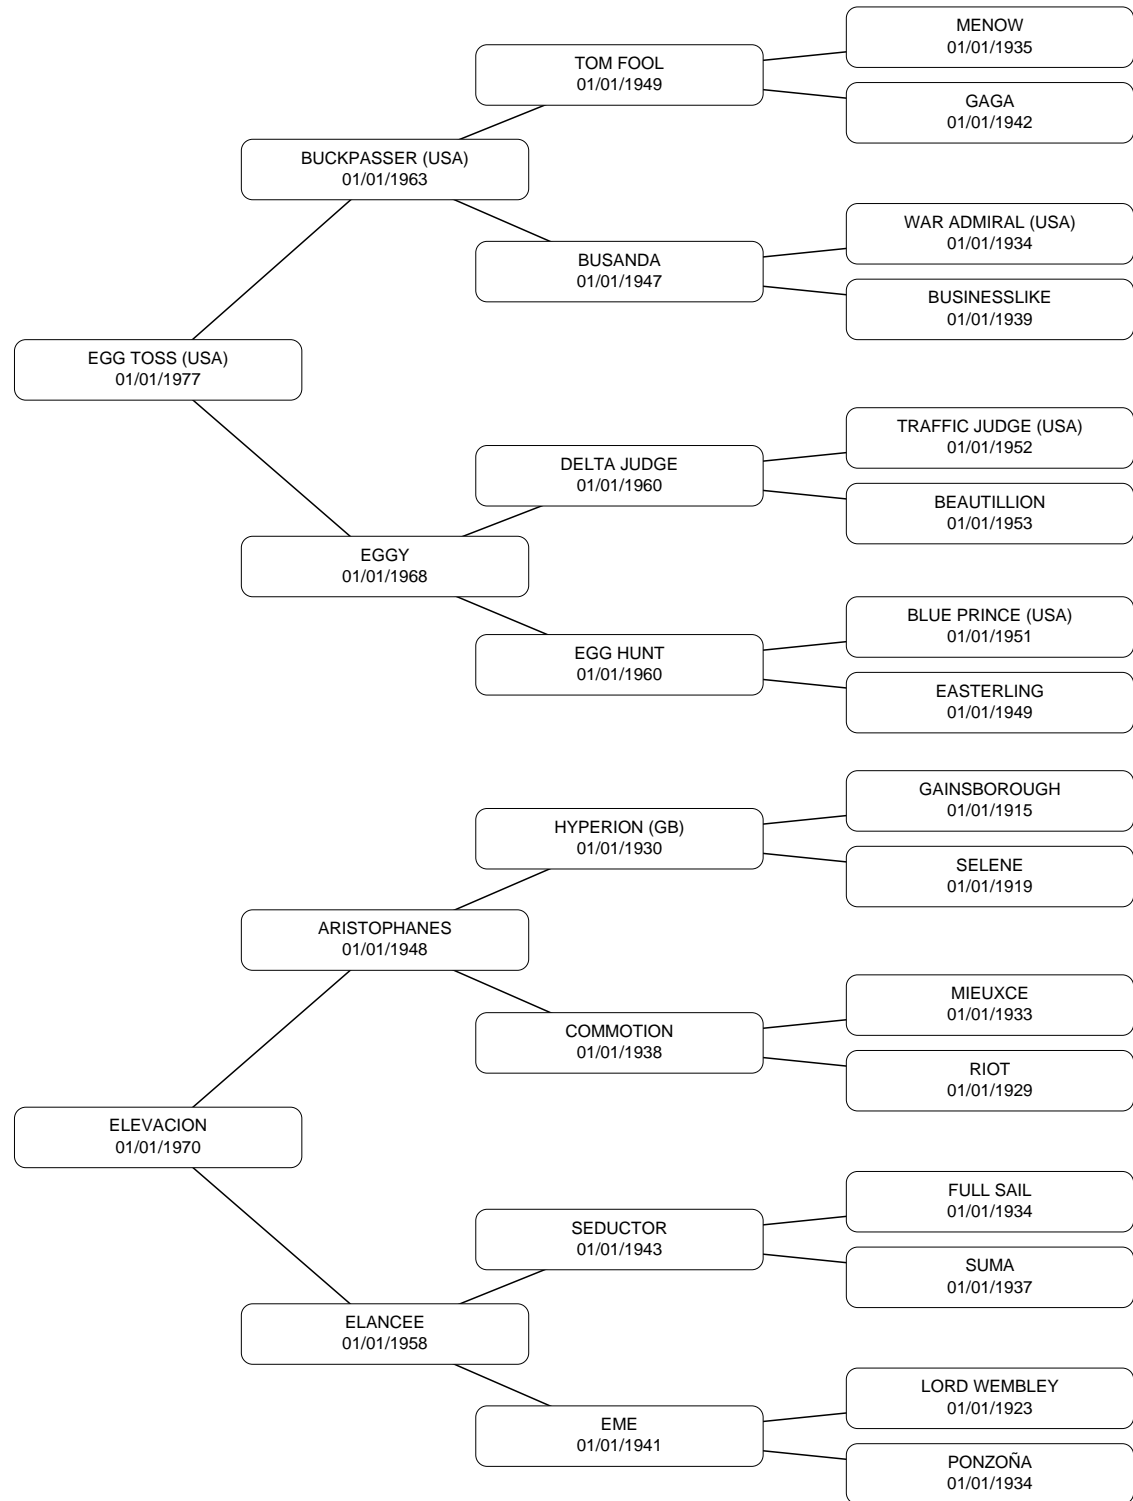 MENOW
01/01/1935
TOM FOOL
01/01/1949
GAGA
01/01/1942
BUCKPASSER (USA)
01/01/1963
WAR ADMIRAL (USA)
01/01/1934
BUSANDA
01/01/1947
BUSINESSLIKE
01/01/1939
EGG TOSS (USA)
01/01/1977
TRAFFIC JUDGE (USA)
01/01/1952
DELTA JUDGE
01/01/1960
BEAUTILLION
01/01/1953
EGGY
01/01/1968
BLUE PRINCE (USA)
01/01/1951
EGG HUNT
01/01/1960
EASTERLING
01/01/1949
GAINSBOROUGH
01/01/1915
HYPERION (GB)
01/01/1930
SELENE
01/01/1919
ARISTOPHANES
01/01/1948
MIEUXCE
01/01/1933
COMMOTION
01/01/1938
RIOT
01/01/1929
ELEVACION
01/01/1970
FULL SAIL
01/01/1934
SEDUCTOR
01/01/1943
SUMA
01/01/1937
ELANCEE
01/01/1958
LORD WEMBLEY
01/01/1923
EME
01/01/1941
PONZOÑA
01/01/1934